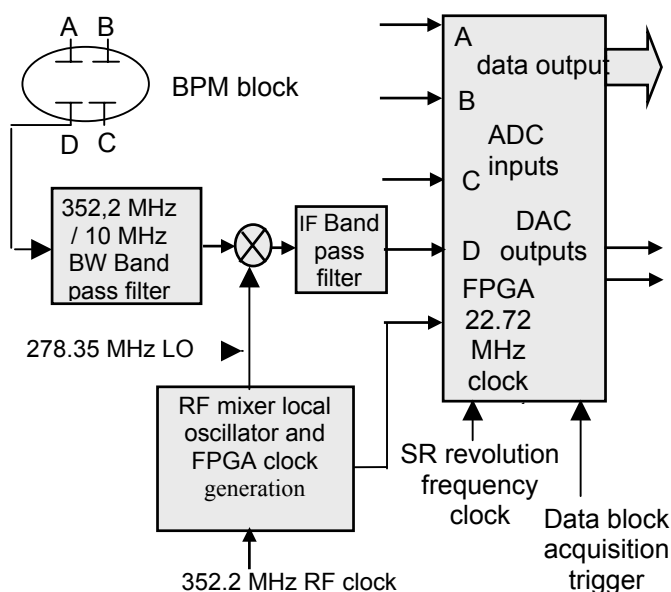 A B
BPM block
D C
352,2 MHz
/ 10 MHz
BW Band
pass filter
IF Band
pass
filter
278.35 MHz LO
RF mixer local
oscillator and
FPGA clock
generation
352.2 MHz RF clock
A
data output
B
ADC
inputs
C
DAC
D outputs
FPGA
22.72
MHz
clock
SR revolution
frequency
clock
Data block
acquisition
trigger